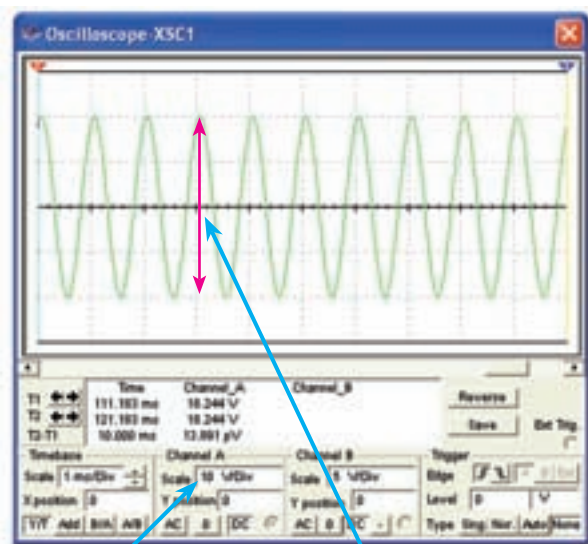 Oscilloscope-XSC1
Time Channel_A Channel_B
T1 111.193 ms 18.244 V
T2 121.193 ms 18.244 V
T2-T1 10.000 ms
Reverse
Save
Ext Trig.
Timebase Channel A Channel B Trigger
Scale 1 ms/Div Scale 10 V/Div Scale 5 V/Div Edge
X position 0 Y position 0 Y position 0 Level 0 V
Y/T Add B/A A/B AC 0 DC AC 0 DC - Type Sing. Nor. Auto None